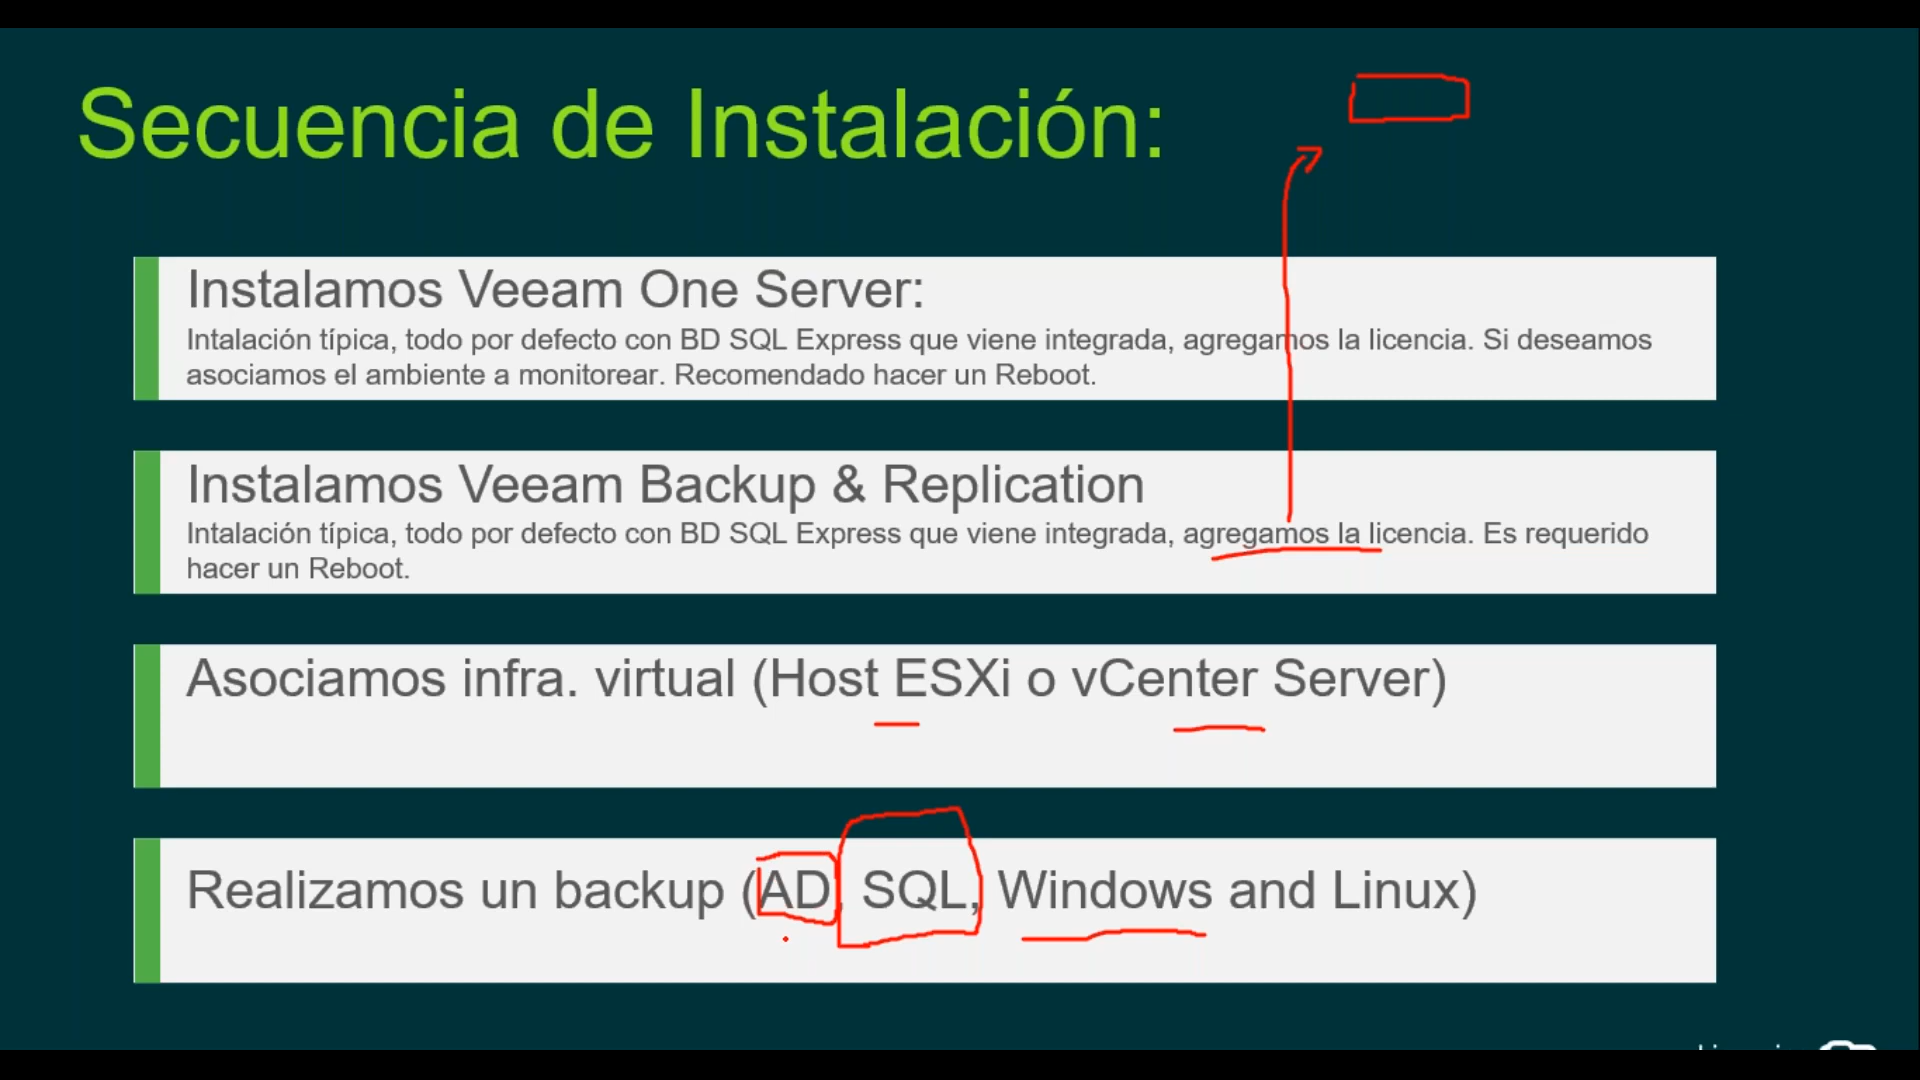 Secuencia de Instalación:
Instalamos Veeam One Server:
Intalación típica, todo por defecto con BD SQL Express que viene integrada, agregamos la licencia. Si deseamos
asociamos el ambiente a monitorear. Recomendado hacer un Reboot.
Instalamos Veeam Backup & Replication
Intalación típica, todo por defecto con BD SQL Express que viene integrada, agregamos la licencia. Es requerido
hacer un Reboot.
Asociamos infra. virtual (Host ESXi o vCenter Server)
Realizamos un backup (AD, SQL, Windows and Linux)